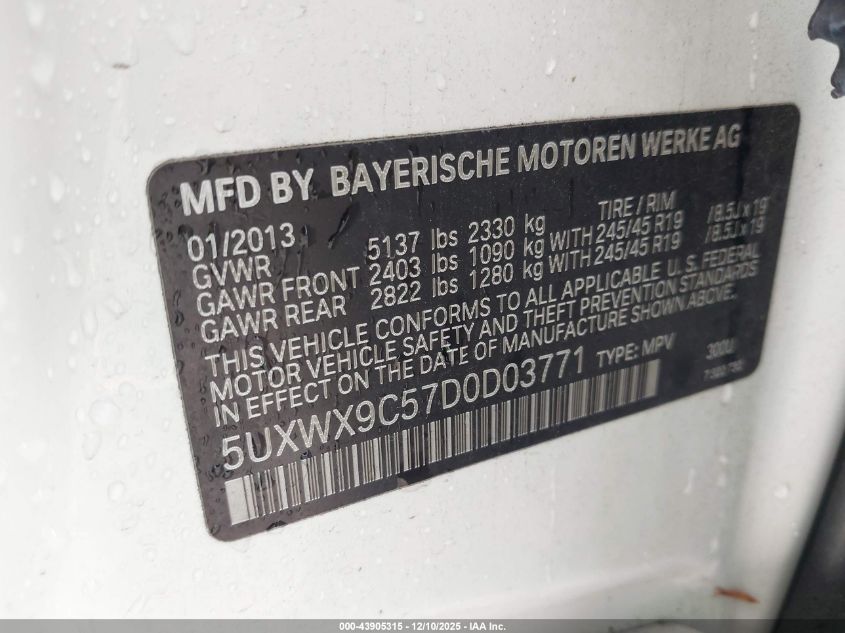 MFD BY BAYERISCHE MOTOREN WERKE AG
01/2013 TIRE / RIM
GVWR 5137 lbs 2330 kg
GAWR FRONT 2403 lbs 1090 kg WITH 245/45 R19 / 8.5J x 19
GAWR REAR 2822 lbs 1280 kg WITH 245/45 R19 / 8.5J x 19
THIS VEHICLE CONFORMS TO ALL APPLICABLE U.S. FEDERAL
MOTOR VEHICLE SAFETY AND THEFT PREVENTION STANDARDS
IN EFFECT ON THE DATE OF MANUFACTURE SHOWN ABOVE.
5UXWX9C57D0D03771 TYPE: MPV 300U
000-43905315 - 12/10/2025 - IAA Inc.